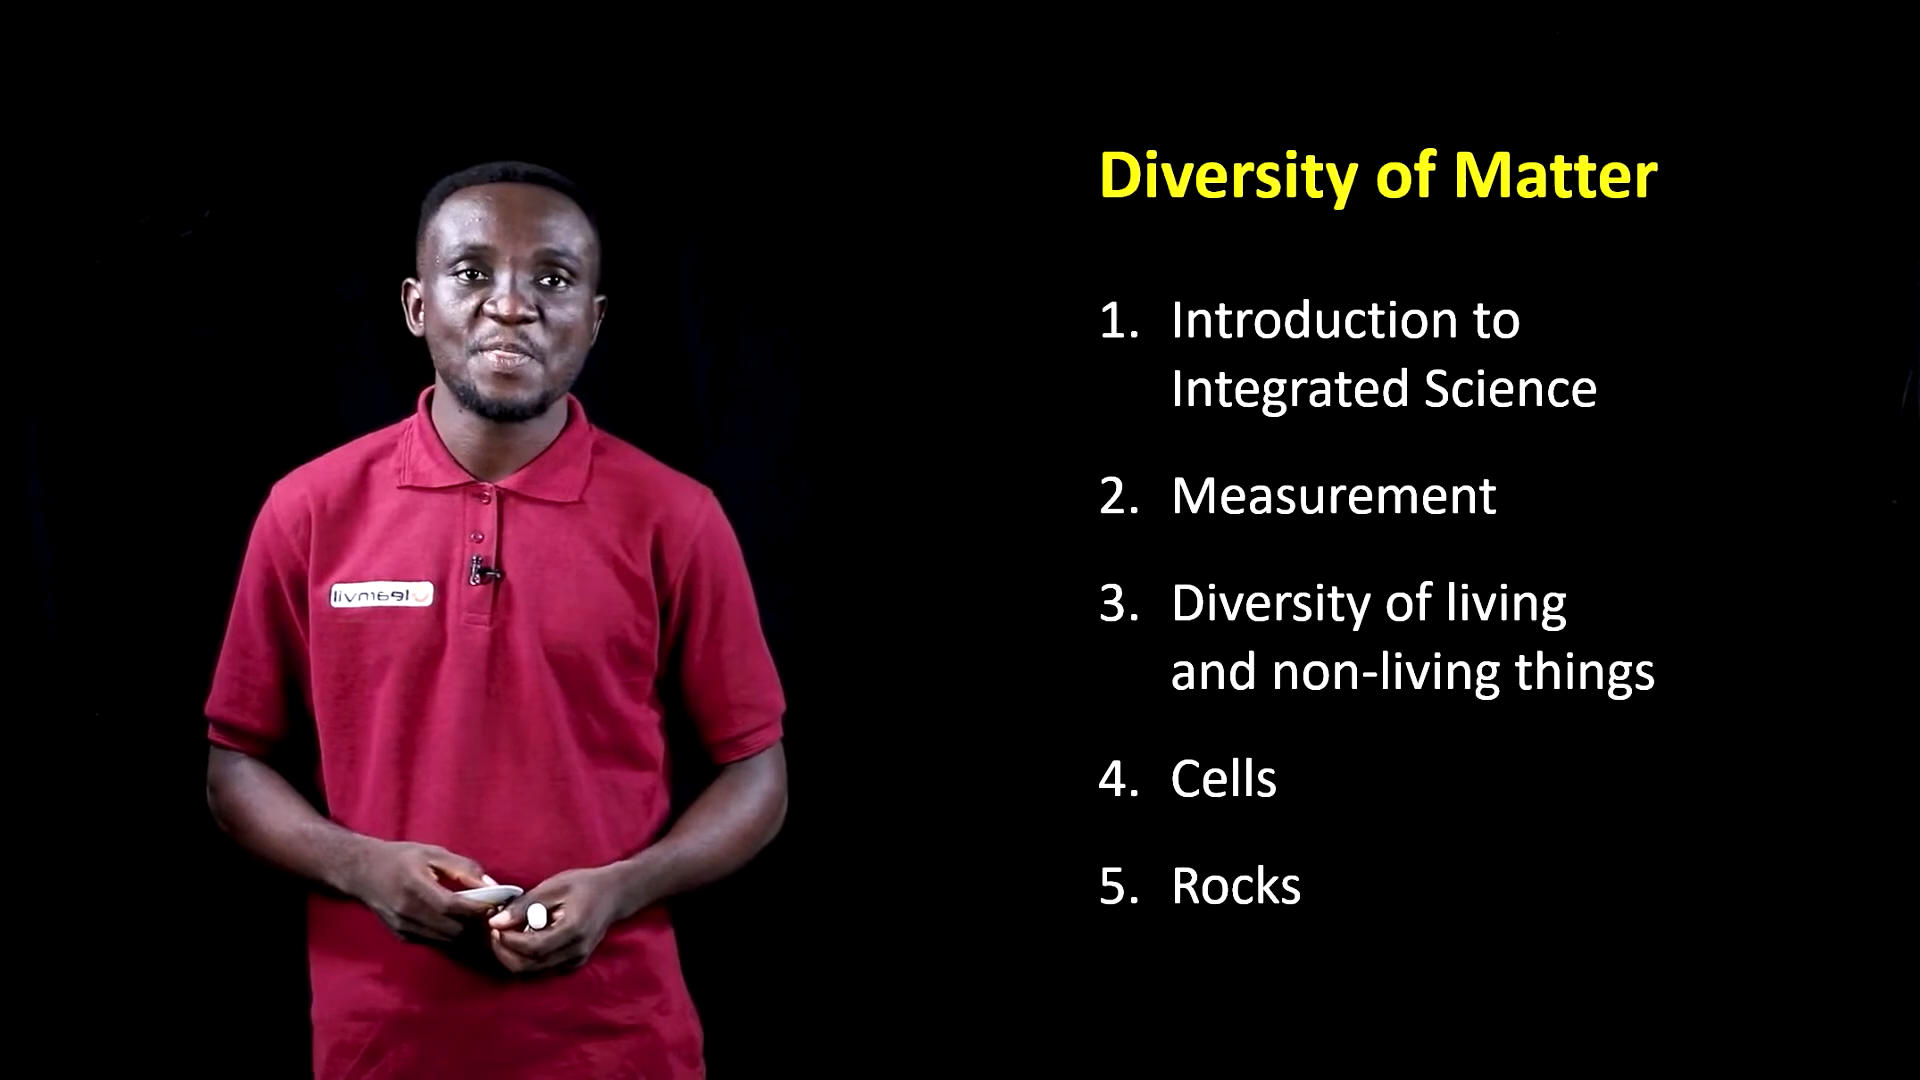 learnvil
Diversity of Matter
1. Introduction to
Integrated Science
2. Measurement
3. Diversity of living
and non-living things
4. Cells
5. Rocks